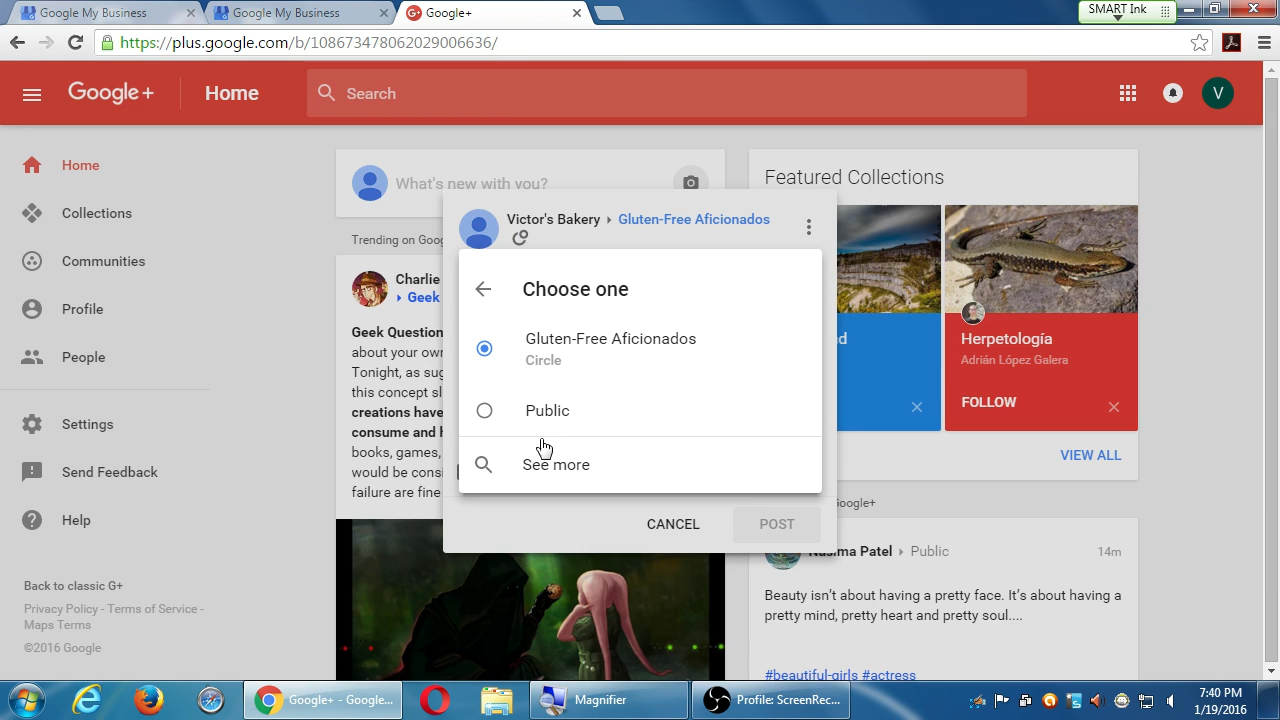 Google My Business
Google My Business
Google+
SMART Ink
https://plus.google.com/b/108673478062029006636/
Google+
Home
Search
V
Home
Collections
Communities
Profile
People
Settings
Send Feedback
Help
Back to classic G+
Privacy Policy - Terms of Service -
Maps Terms
©2016 Google
What's new with you?
Trending on Goog
Charlie
Geek
Geek Question
about your own
Tonight, as sug
this concept sl
creations have
consume and h
books, games,
would be consi
failure are fine
Victor's Bakery
Gluten-Free Aficionados
Choose one
Gluten-Free Aficionados
Circle
Public
See more
CANCEL
POST
Featured Collections
d
Herpetología
Adrián López Galera
FOLLOW
VIEW ALL
Google+
Nasima Patel
Public
14m
Beauty isn't about having a pretty face. It's about having a
pretty mind, pretty heart and pretty soul....
#beautiful-girls #actress
Google+ - Google...
Magnifier
Profile: ScreenRec...
7:40 PM
1/19/2016